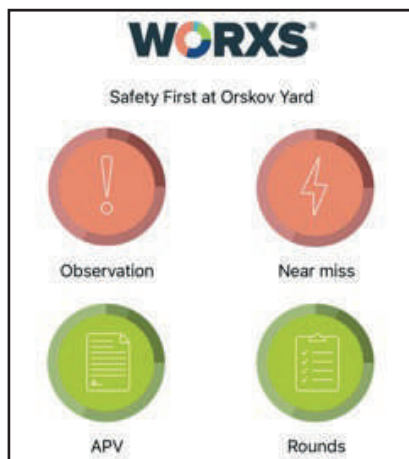 WORXS®
Safety First at Orskov Yard
Observation
Near miss
APV
Rounds